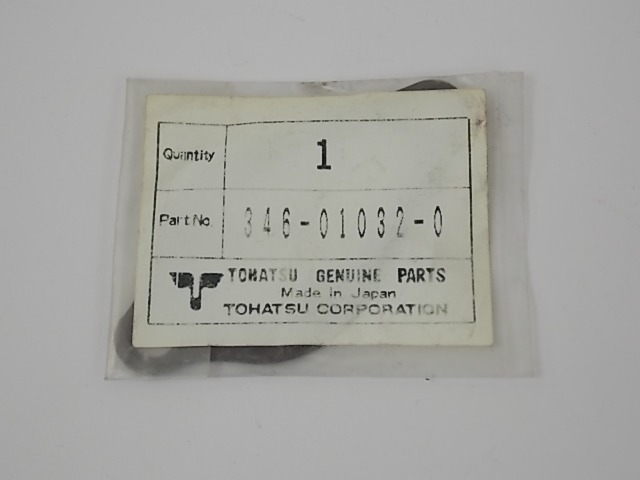 Quantity 1
Part No. 346-01032-0
TOHATSU GENUINE PARTS
Made in Japan
TOHATSU CORPORATION